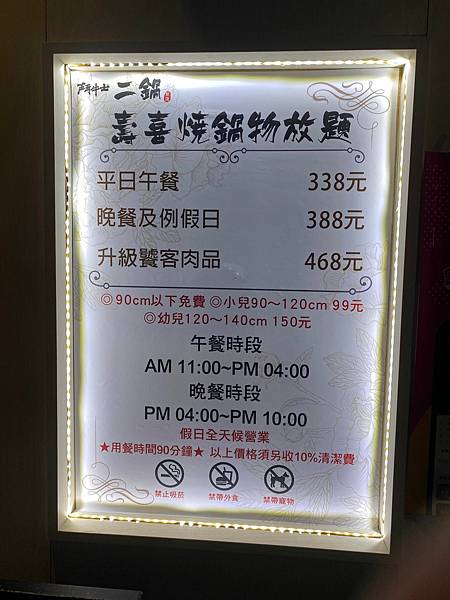 鬥牛士 二鍋
壽喜燒鍋物放題
平日午餐 338元
晚餐及例假日 388元
升級饕客肉品 468元
◎90cm以下免費 ◎小兒90～120cm 99元
◎幼兒120～140cm 150元
午餐時段
AM 11:00~PM 04:00
晚餐時段
PM 04:00~PM 10:00
假日全天候營業
★用餐時間90分鐘★ 以上價格須另收10%清潔費
禁止吸菸 禁帶外食 禁帶寵物